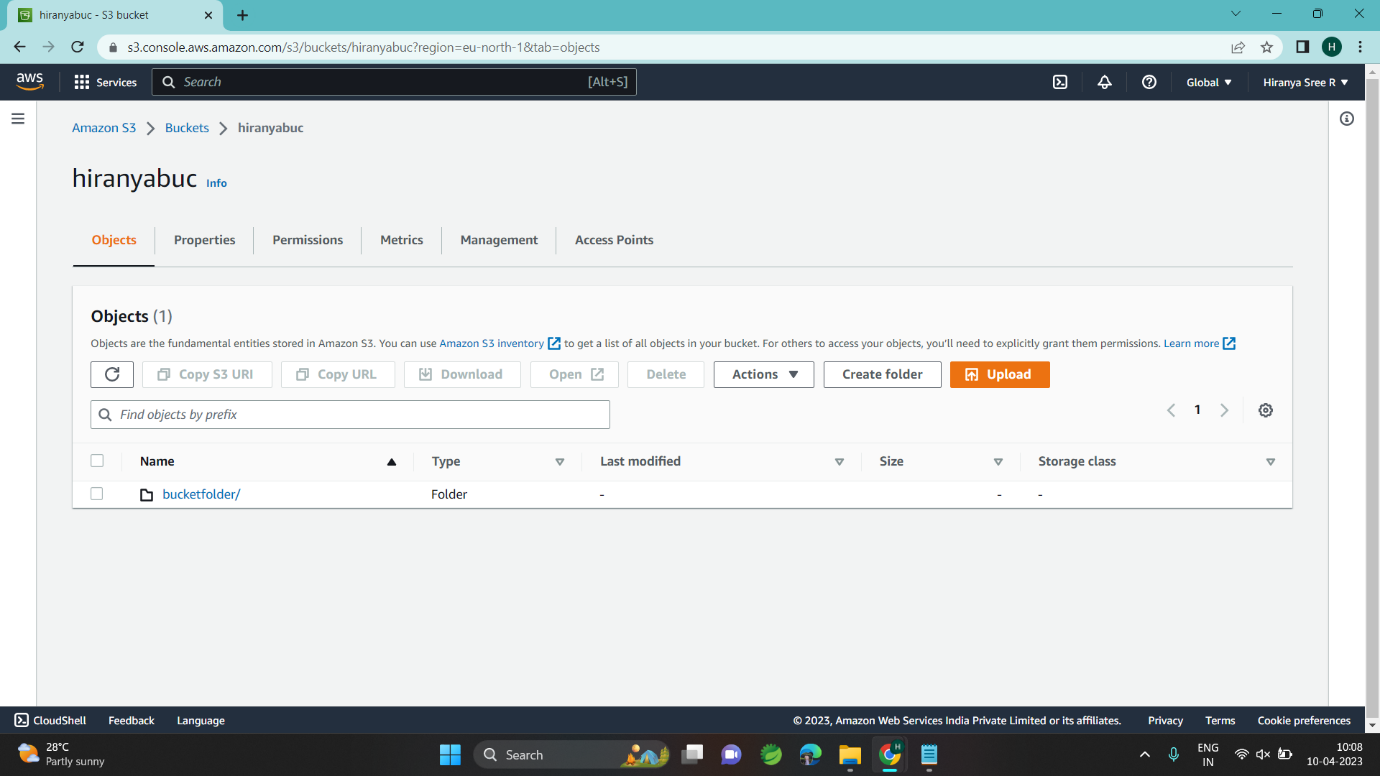 hiranyabuc - S3 bucket
s3.console.aws.amazon.com/s3/buckets/hiranyabuc?region=eu-north-1&tab=objects
H
aws
Services
Search
[Alt+S]
Global
Hiranya Sree R
Amazon S3
Buckets
hiranyabuc
hiranyabuc Info
Objects
Properties
Permissions
Metrics
Management
Access Points
Objects (1)
Objects are the fundamental entities stored in Amazon S3. You can use Amazon S3 inventory to get a list of all objects in your bucket. For others to access your objects, you'll need to explicitly grant them permissions. Learn more
Copy S3 URI
Copy URL
Download
Open
Delete
Actions
Create folder
Upload
Find objects by prefix
1
Name
Type
Last modified
Size
Storage class
bucketfolder/
Folder
-
-
-
CloudShell
Feedback
Language
© 2023, Amazon Web Services India Private Limited or its affiliates.
Privacy
Terms
Cookie preferences
28°C
Partly sunny
Search
H
ENG
IN
10:08
10-04-2023